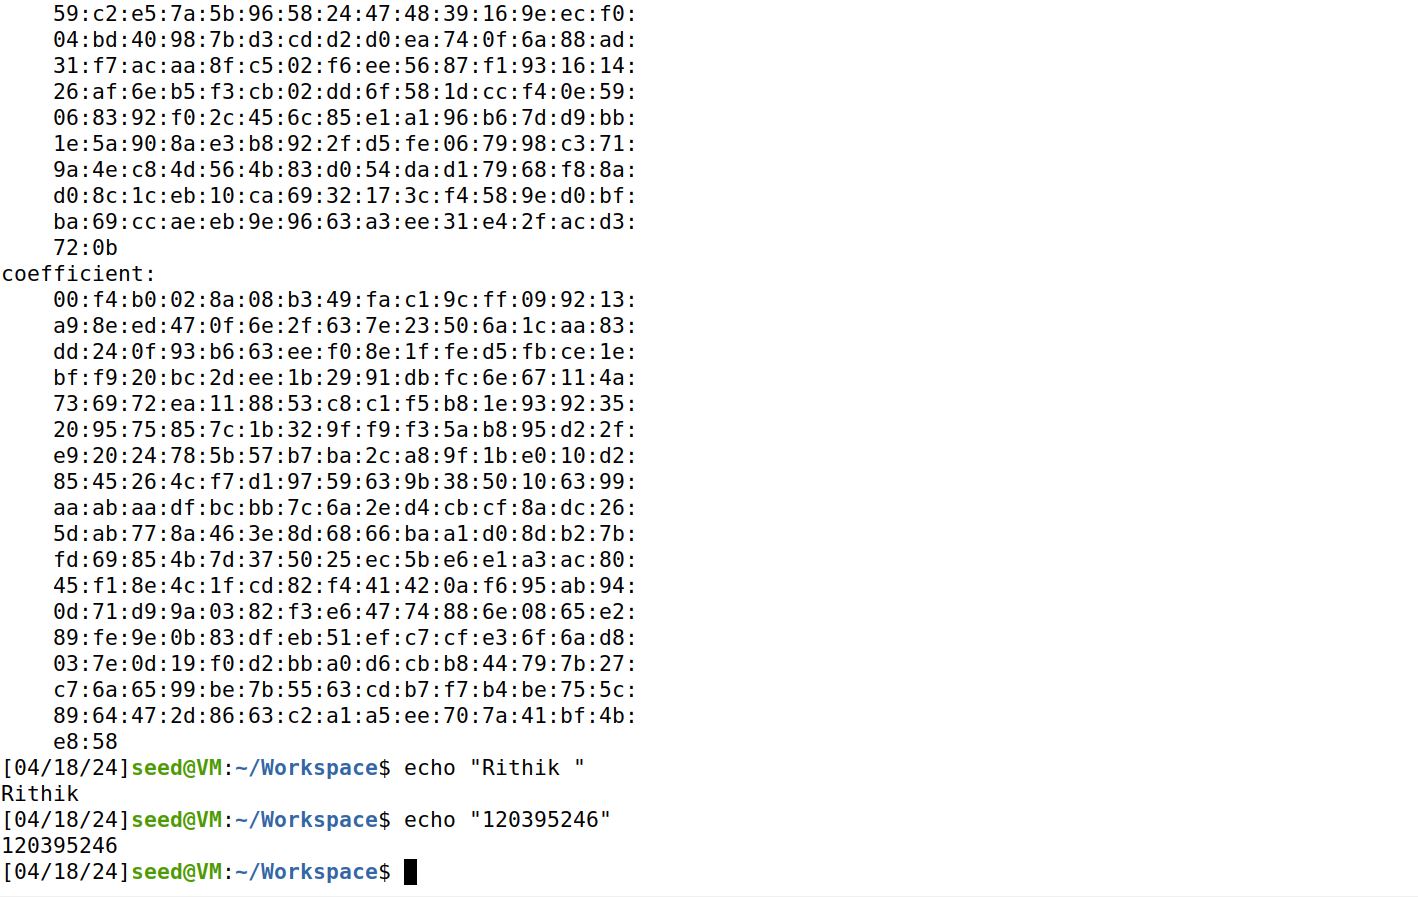 59:c2:e5:7a:5b:96:58:24:47:48:39:16:9e:ec:f0:
04:bd:40:98:7b:d3:cd:d2:d0:ea:74:0f:6a:88:ad:
31:f7:ac:aa:8f:c5:02:f6:ee:56:87:f1:93:16:14:
26:af:6e:b5:f3:cb:02:dd:6f:58:1d:cc:f4:0e:59:
06:83:92:f0:2c:45:6c:85:e1:a1:96:b6:7d:d9:bb:
1e:5a:90:8a:e3:b8:92:2f:d5:fe:06:79:98:c3:71:
9a:4e:c8:4d:56:4b:83:d0:54:da:d1:79:68:f8:8a:
d0:8c:1c:eb:10:ca:69:32:17:3c:f4:58:9e:d0:bf:
ba:69:cc:ae:eb:9e:96:63:a3:ee:31:e4:2f:ac:d3:
72:0b
coefficient:
00:f4:b0:02:8a:08:b3:49:fa:c1:9c:ff:09:92:13:
a9:8e:ed:47:0f:6e:2f:63:7e:23:50:6a:1c:aa:83:
dd:24:0f:93:b6:63:ee:f0:8e:1f:fe:d5:fb:ce:1e:
bf:f9:20:bc:2d:ee:1b:29:91:db:fc:6e:67:11:4a:
73:69:72:ea:11:88:53:c8:c1:f5:b8:1e:93:92:35:
20:95:75:85:7c:1b:32:9f:f9:f3:5a:b8:95:d2:2f:
e9:20:24:78:5b:57:b7:ba:2c:a8:9f:1b:e0:10:d2:
85:45:26:4c:f7:d1:97:59:63:9b:38:50:10:63:99:
aa:ab:aa:df:bc:bb:7c:6a:2e:d4:cb:cf:8a:dc:26:
5d:ab:77:8a:46:3e:8d:68:66:ba:a1:d0:8d:b2:7b:
fd:69:85:4b:7d:37:50:25:ec:5b:e6:e1:a3:ac:80:
45:f1:8e:4c:1f:cd:82:f4:41:42:0a:f6:95:ab:94:
0d:71:d9:9a:03:82:f3:e6:47:74:88:6e:08:65:e2:
89:fe:9e:0b:83:df:eb:51:ef:c7:cf:e3:6f:6a:d8:
03:7e:0d:19:f0:d2:bb:a0:d6:cb:b8:44:79:7b:27:
c7:6a:65:99:be:7b:55:63:cd:b7:f7:b4:be:75:5c:
89:64:47:2d:86:63:c2:a1:a5:ee:70:7a:41:bf:4b:
e8:58
[04/18/24]seed@VM:~/Workspace$ echo "Rithik "
Rithik
[04/18/24]seed@VM:~/Workspace$ echo "120395246"
120395246
[04/18/24]seed@VM:~/Workspace$